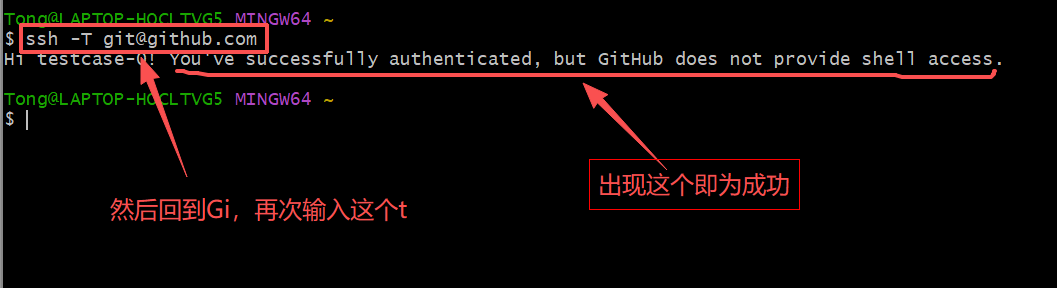 Tong@LAPTOP-HOCLTVG5 MINGW64 ~
$ ssh -T git@github.com
Hi testcase-Q! You've successfully authenticated, but GitHub does not provide shell access.
Tong@LAPTOP-HOCLTVG5 MINGW64 ~
$
然后回到Gi，再次输入这个t
出现这个即为成功